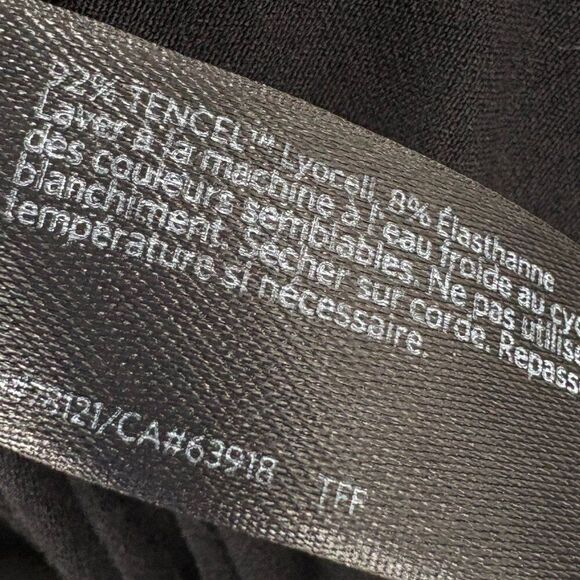 92% TENCEL™ Lyocell, 8% Élasthanne
Laver à la machine à l'eau froide au cyc
des couleurs semblables. Ne pas utilise
blanchiment. Sécher sur corde. Repass
température si nécessaire.
78121/CA#63918 TFF